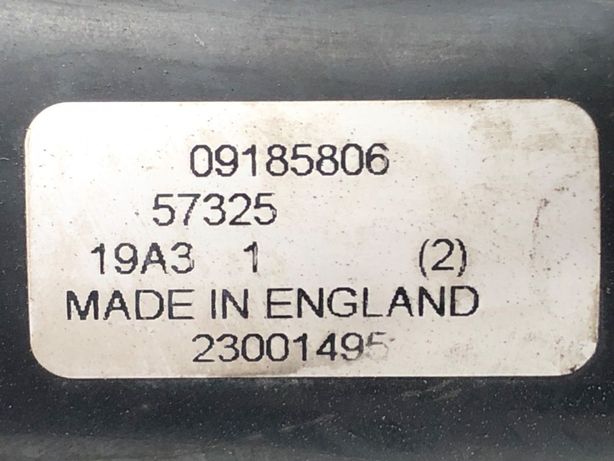 09185806
57325
19A3 1 (2)
MADE IN ENGLAND
23001495